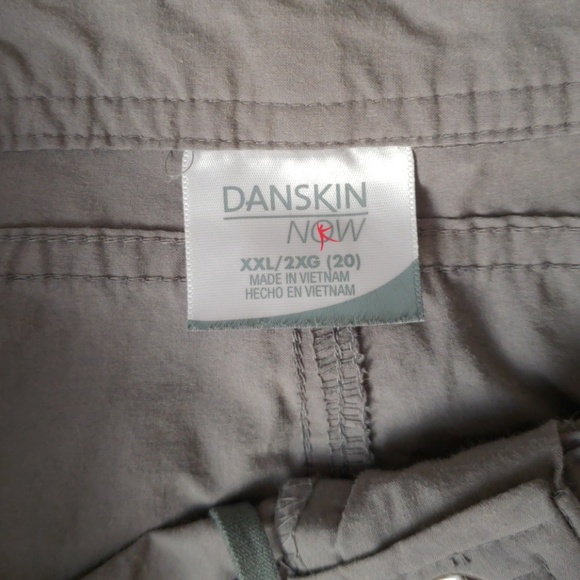 DANSKIN
NOW
XXL/2XG (20)
MADE IN VIETNAM
HECHO EN VIETNAM